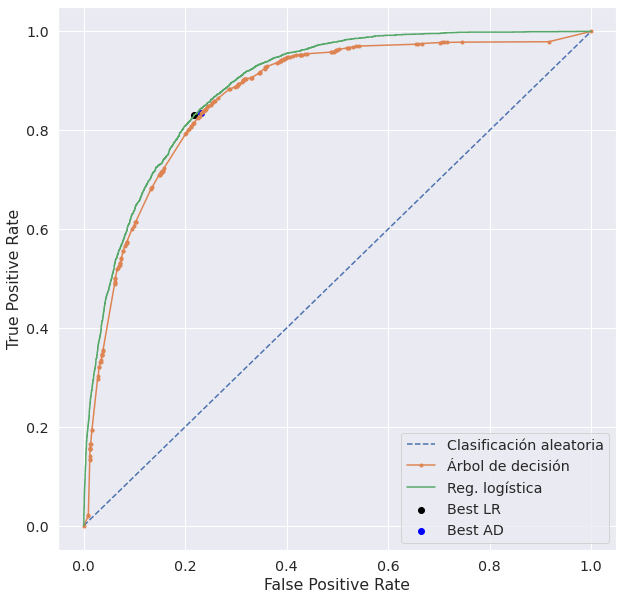 1.0
0.8
0.6
0.4
0.2
0.0
True Positive Rate
0.0 0.2 0.4 0.6 0.8 1.0
False Positive Rate
Clasificación aleatoria
Árbol de decisión
Reg. logística
Best LR
Best AD